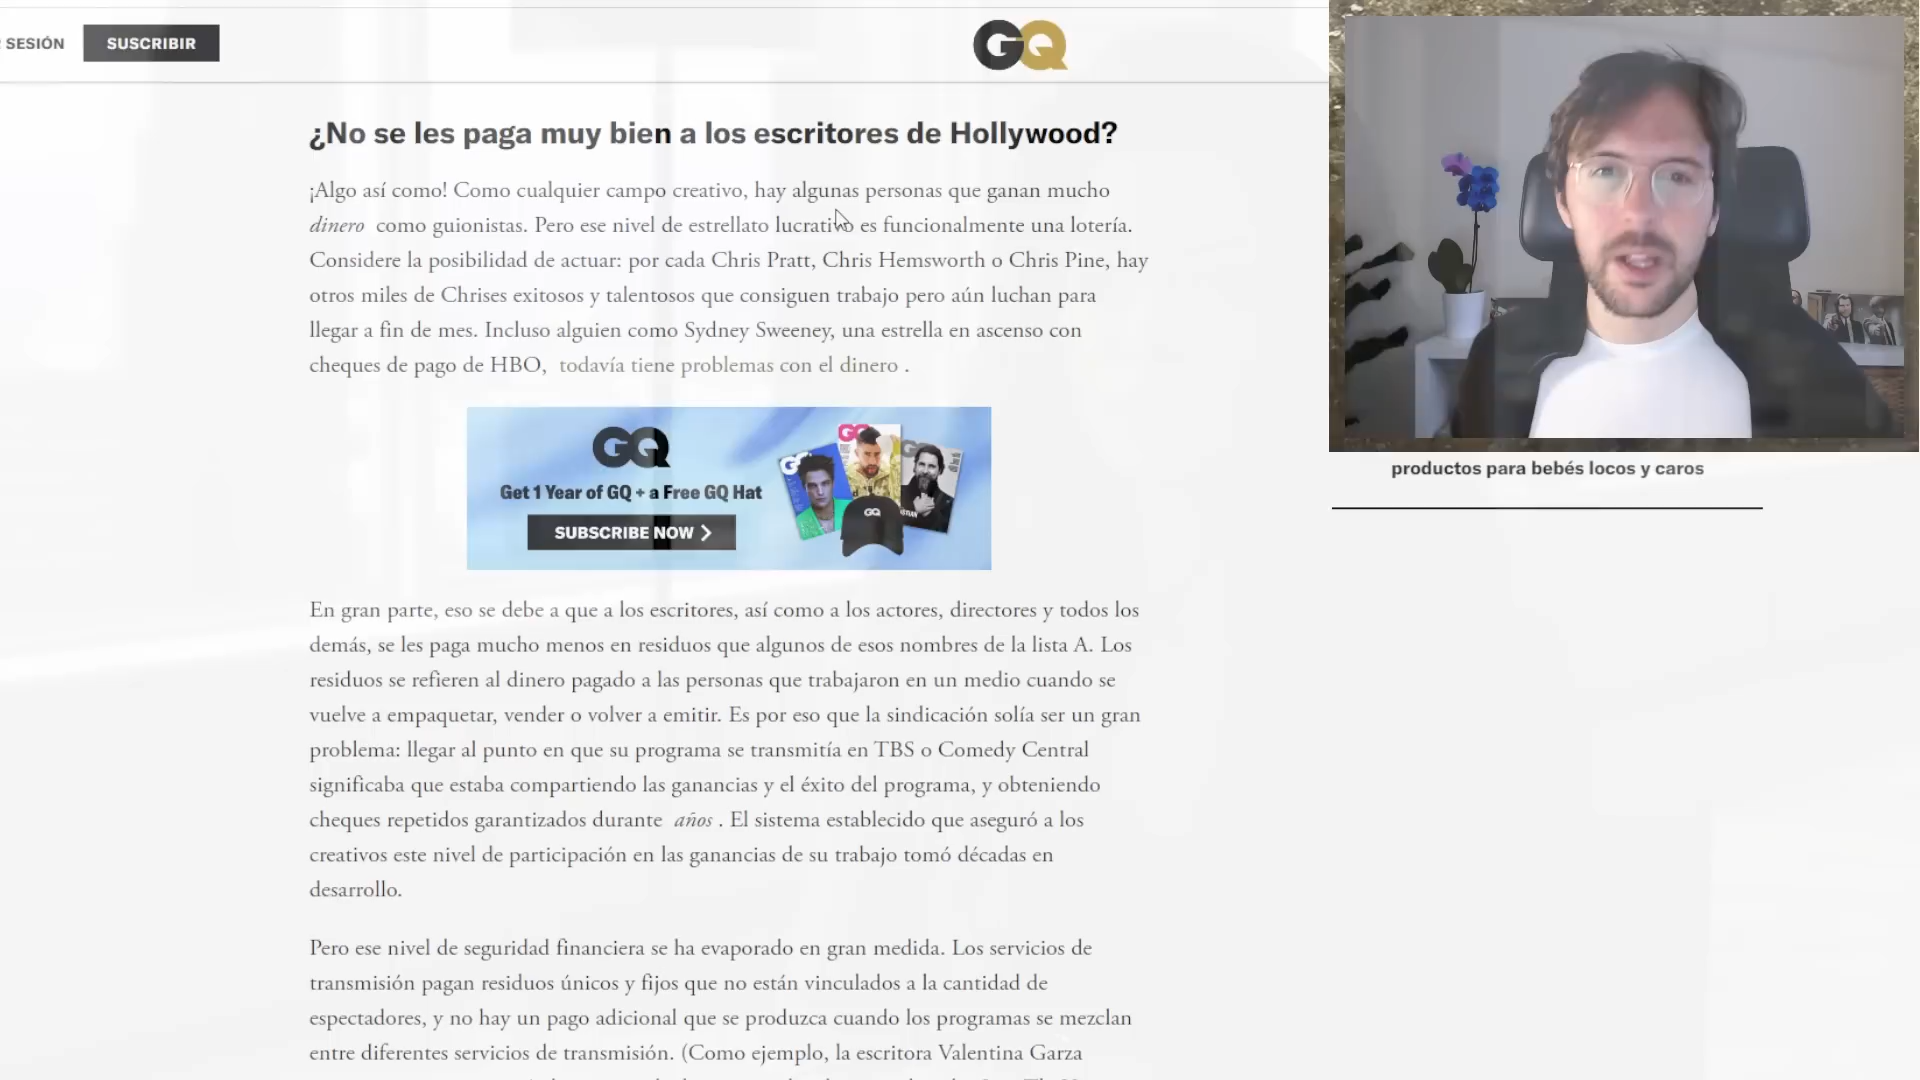 SESIÓN
SUSCRIBIR
GQ
¿No se les paga muy bien a los escritores de Hollywood?
¡Algo así como! Como cualquier campo creativo, hay algunas personas que ganan mucho
dinero como guionistas. Pero ese nivel de estrellato lucrativo es funcionalmente una lotería.
Considere la posibilidad de actuar: por cada Chris Pratt, Chris Hemsworth o Chris Pine, hay
otros miles de Chrises exitosos y talentosos que consiguen trabajo pero aún luchan para
llegar a fin de mes. Incluso alguien como Sydney Sweeney, una estrella en ascenso con
cheques de pago de HBO, todavía tiene problemas con el dinero .
GQ
Get 1 Year of GQ + a Free GQ Hat
SUBSCRIBE NOW
GQ
GQ
GQ
productos para bebés locos y caros
En gran parte, eso se debe a que a los escritores, así como a los actores, directores y todos los
demás, se les paga mucho menos en residuos que algunos de esos nombres de la lista A. Los
residuos se refieren al dinero pagado a las personas que trabajaron en un medio cuando se
vuelve a empaquetar, vender o volver a emitir. Es por eso que la sindicación solía ser un gran
problema: llegar al punto en que su programa se transmitía en TBS o Comedy Central
significaba que estaba compartiendo las ganancias y el éxito del programa, y obteniendo
cheques repetidos garantizados durante años . El sistema establecido que aseguró a los
creativos este nivel de participación en las ganancias de su trabajo tomó décadas en
desarrollo.
Pero ese nivel de seguridad financiera se ha evaporado en gran medida. Los servicios de
transmisión pagan residuos únicos y fijos que no están vinculados a la cantidad de
espectadores, y no hay un pago adicional que se produzca cuando los programas se mezclan
entre diferentes servicios de transmisión. (Como ejemplo, la escritora Valentina Garza